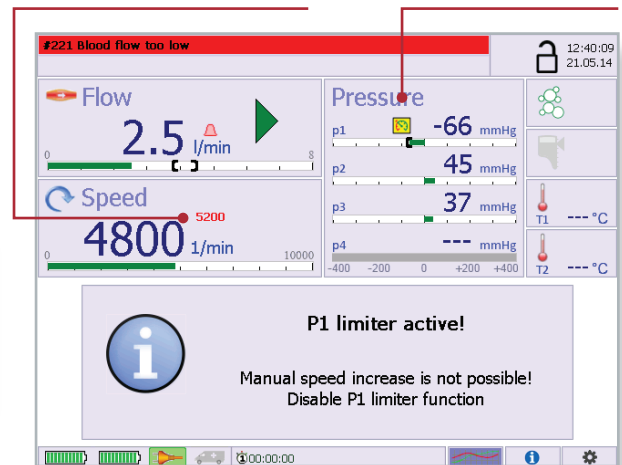 #221 Blood flow too low
12:40:09
21.05.14
Flow
2.5 l/min
0 8
Speed
5200
4800 1/min
0 10000
Pressure
p1 -66 mmHg
p2 45 mmHg
p3 37 mmHg
p4 --- mmHg
-400 -200 0 +200 +400
T1 --- °C
T2 --- °C
P1 limiter active!
Manual speed increase is not possible!
Disable P1 limiter function
00:00:00